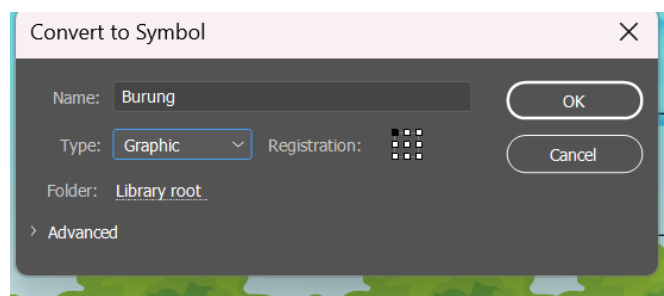 Convert to Symbol
Name: Burung
OK
Type: Graphic Registration:
Cancel
Folder: Library root
Advanced